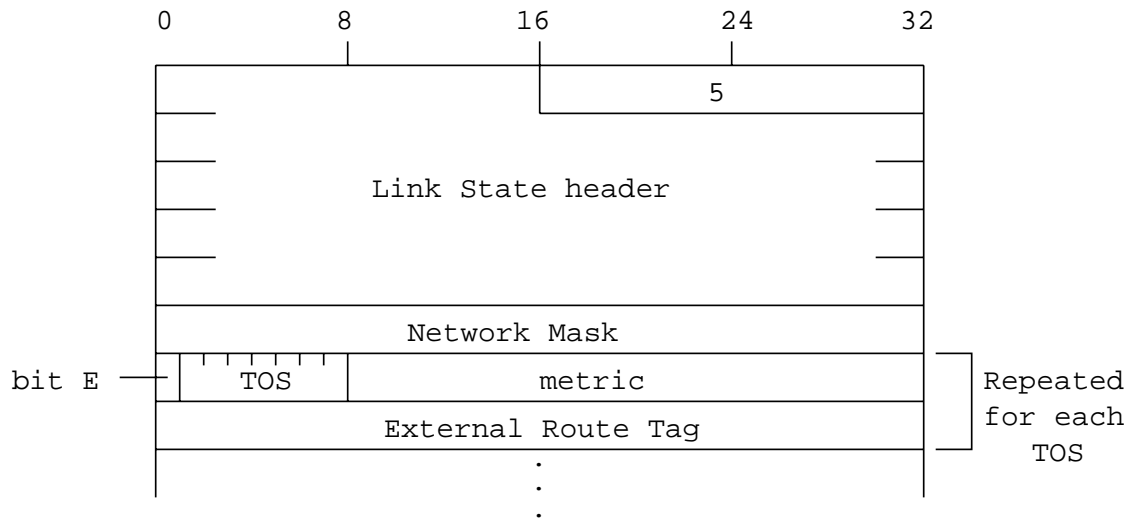 0 8 16 24 32
5
Link State header
Network Mask
bit E TOS metric Repeated
External Route Tag for each
TOS